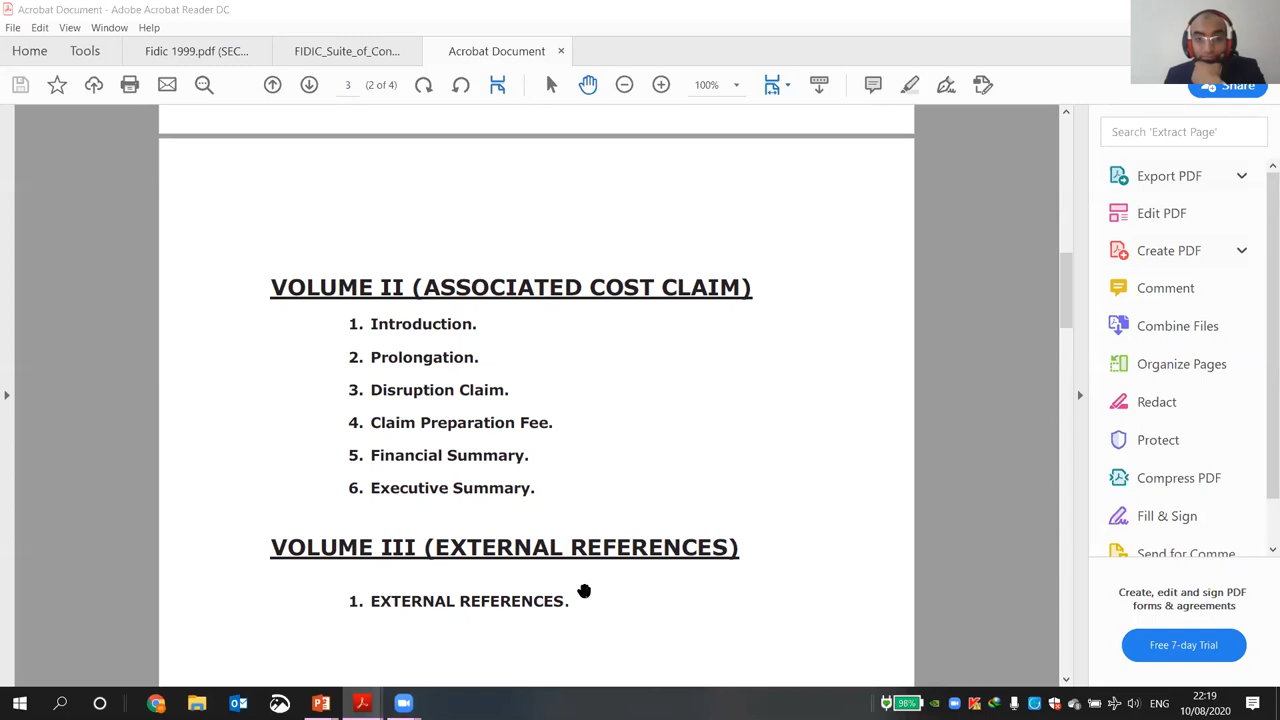 Acrobat Document - Adobe Acrobat Reader DC
File Edit View Window Help
Home Tools Fidic 1999.pdf (SEC... FIDIC_Suite_of_Con... Acrobat Document ×
3 (2 of 4) 100% Share
Search 'Extract Page'
Export PDF
Edit PDF
Create PDF
Comment
Combine Files
Organize Pages
Redact
Protect
Compress PDF
Fill & Sign
Send for Comme
Create, edit and sign PDF
forms & agreements
Free 7-day Trial
VOLUME II (ASSOCIATED COST CLAIM)
1. Introduction.
2. Prolongation.
3. Disruption Claim.
4. Claim Preparation Fee.
5. Financial Summary.
6. Executive Summary.
VOLUME III (EXTERNAL REFERENCES)
1. EXTERNAL REFERENCES.
98%
ENG
22:19
10/08/2020